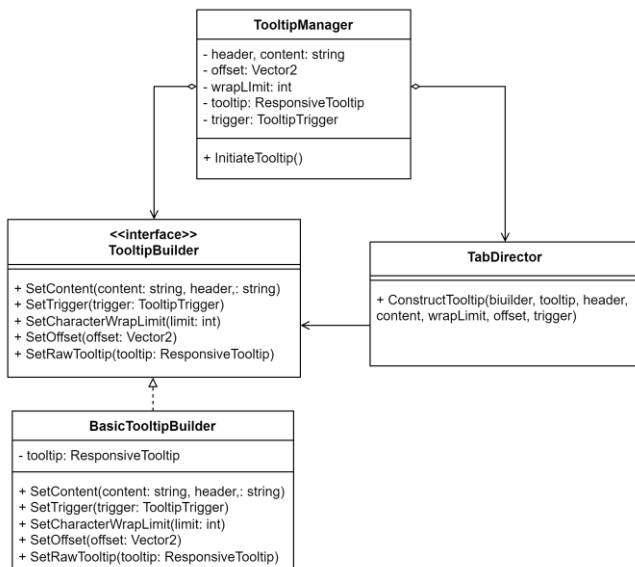 TooltipManager
- header, content: string
- offset: Vector2
- wrapLImit: int
- tooltip: ResponsiveTooltip
- trigger: TooltipTrigger
+ InitiateTooltip()
<<interface>>
TooltipBuilder
+ SetContent(content: string, header,: string)
+ SetTrigger(trigger: TooltipTrigger)
+ SetCharacterWrapLimit(limit: int)
+ SetOffset(offset: Vector2)
+ SetRawTooltip(tooltip: ResponsiveTooltip)
TabDirector
+ ConstructTooltip(biuilder, tooltip, header,
content, wrapLimit, offset, trigger)
BasicTooltipBuilder
- tooltip: ResponsiveTooltip
+ SetContent(content: string, header,: string)
+ SetTrigger(trigger: TooltipTrigger)
+ SetCharacterWrapLimit(limit: int)
+ SetOffset(offset: Vector2)
+ SetRawTooltip(tooltip: ResponsiveTooltip)